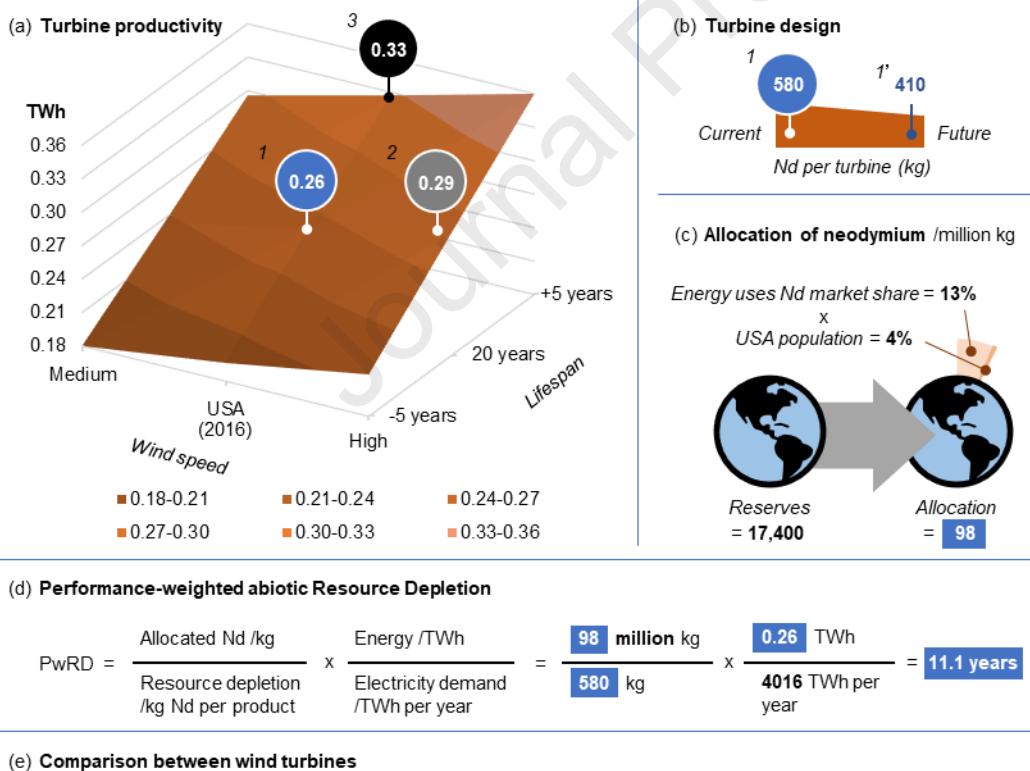 (a) Turbine productivity
3
0.33
TWh
0.36
0.33
0.30
0.27
0.24
0.21
0.18
1
0.26
2
0.29
Medium
USA
(2016)
High
Wind speed
+5 years
20 years
-5 years
Lifespan
0.18-0.21
0.21-0.24
0.24-0.27
0.27-0.30
0.30-0.33
0.33-0.36
(b) Turbine design
1
580
1’
410
Current
Future
Nd per turbine (kg)
(c) Allocation of neodymium /million kg
Energy uses Nd market share = 13%
x
USA population = 4%
Reserves
= 17,400
Allocation
= 98
(d) Performance-weighted abiotic Resource Depletion
PwRD =
Allocated Nd /kg
Resource depletion
/kg Nd per product
x
Energy /TWh
Electricity demand
/TWh per year
=
98 million kg
580 kg
x
0.26 TWh
4016 TWh per
year
= 11.1 years
(e) Comparison between wind turbines
Journal Pr